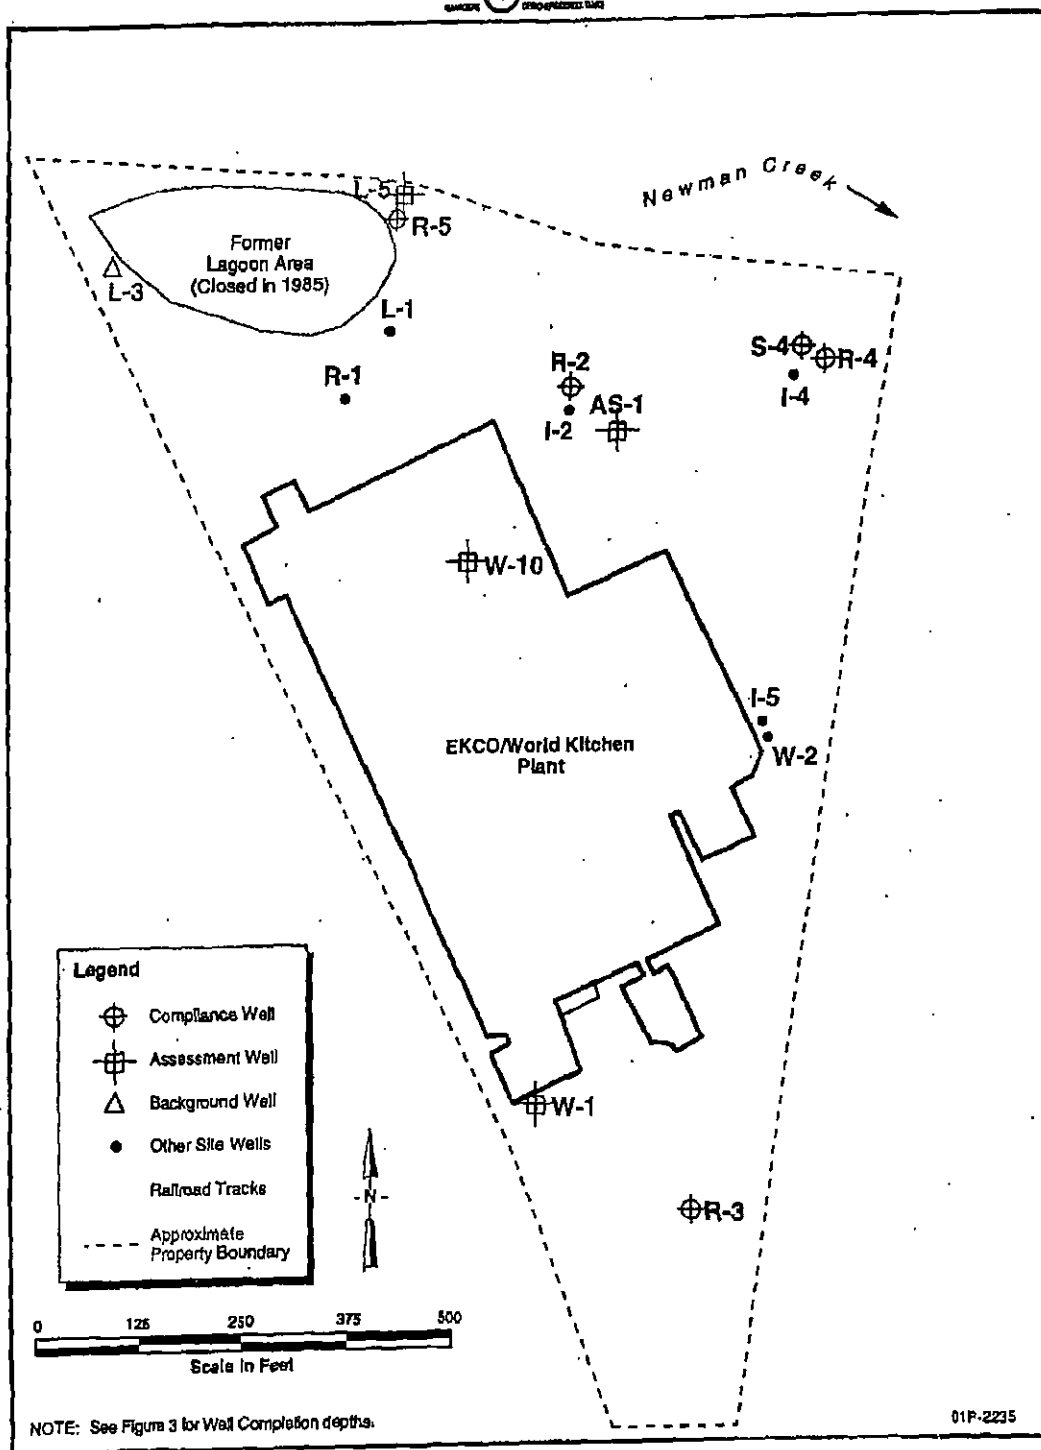 Newman Creek
L-5
R-5
Former
Lagoon Area
(Closed in 1985)
L-3
L-1
R-1
R-2
I-2
AS-1
S-4
R-4
I-4
W-10
I-5
W-2
EKCO/World Kitchen
Plant
W-1
R-3
Legend
Compliance Well
Assessment Well
Background Well
Other Site Wells
Railroad Tracks
Approximate
Property Boundary
-N-
0 125 250 375 500
Scale In Feet
NOTE: See Figure 3 for Well Completion depths.
01P-2235